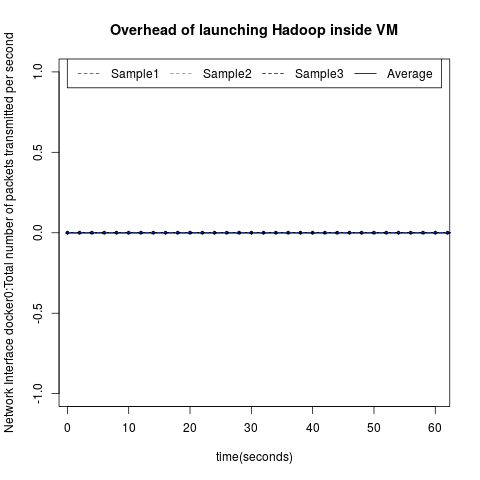 Overhead of launching Hadoop inside VM
Sample1 Sample2 Sample3 Average
Network Interface docker0:Total number of packets transmitted per second
1.0
0.5
0.0
-0.5
-1.0
0 10 20 30 40 50 60
time(seconds)